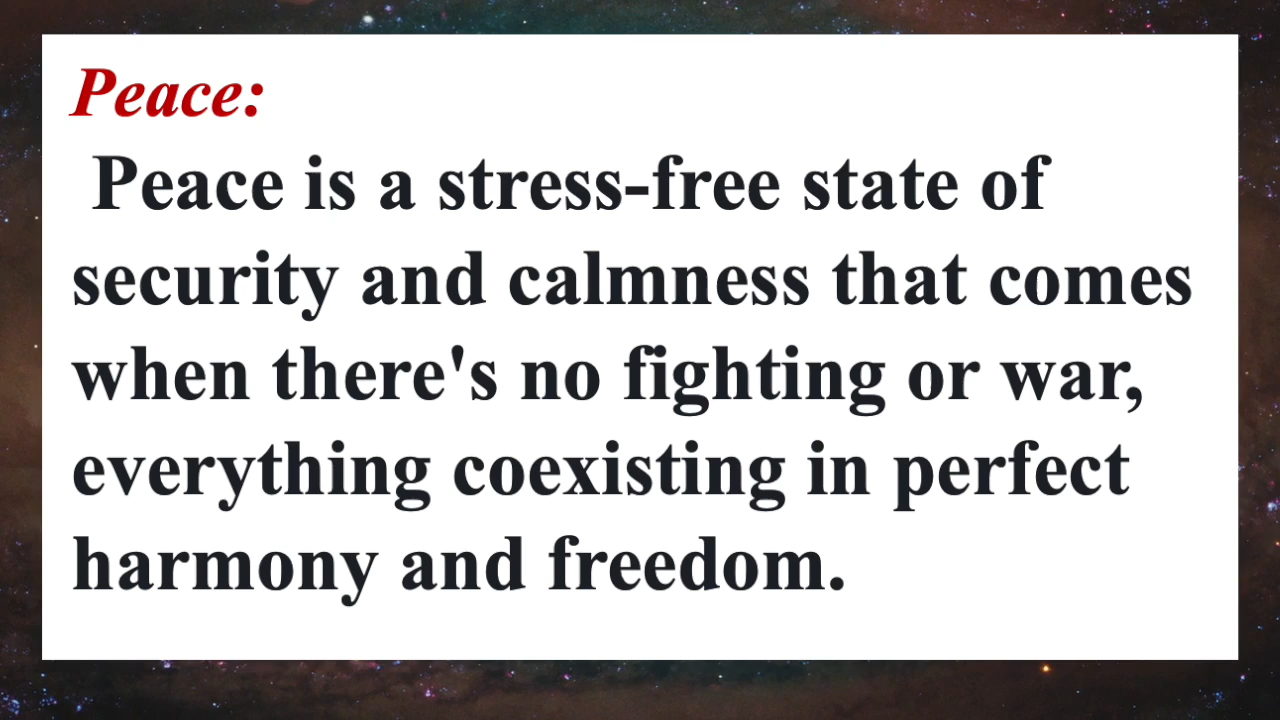 Peace:
Peace is a stress-free state of
security and calmness that comes
when there's no fighting or war,
everything coexisting in perfect
harmony and freedom.